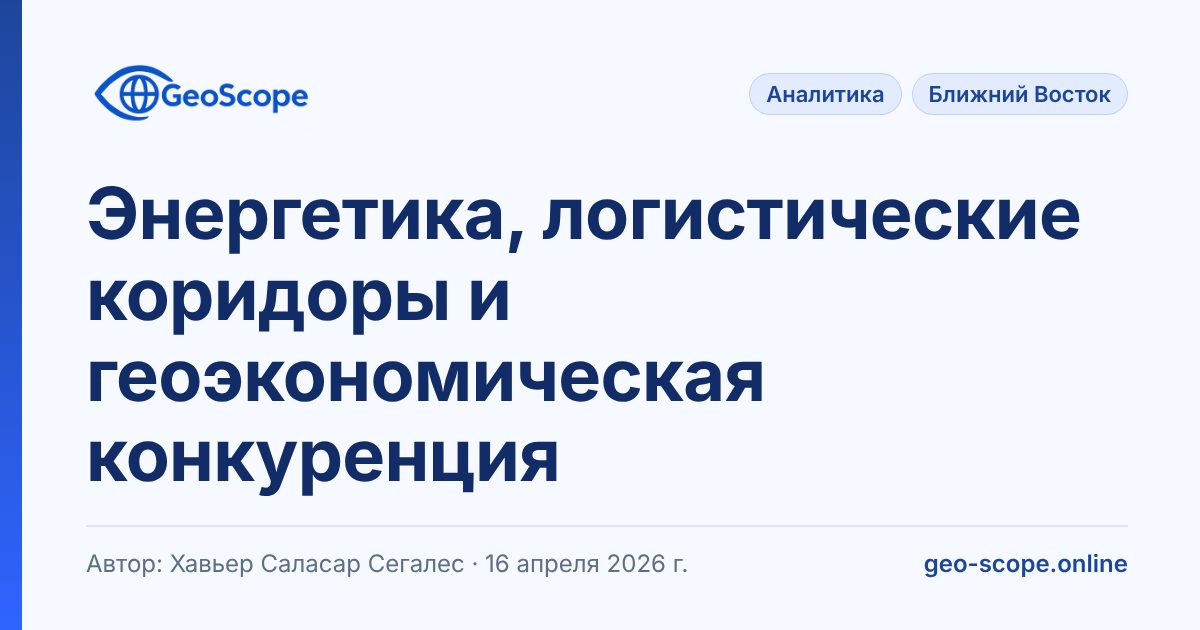 GeoScope
Аналитика
Ближний Восток
Энергетика, логистические
коридоры и
геоэкономическая
конкуренция
Автор: Хавьер Саласар Сегалес · 16 апреля 2026 г.
geo-scope.online